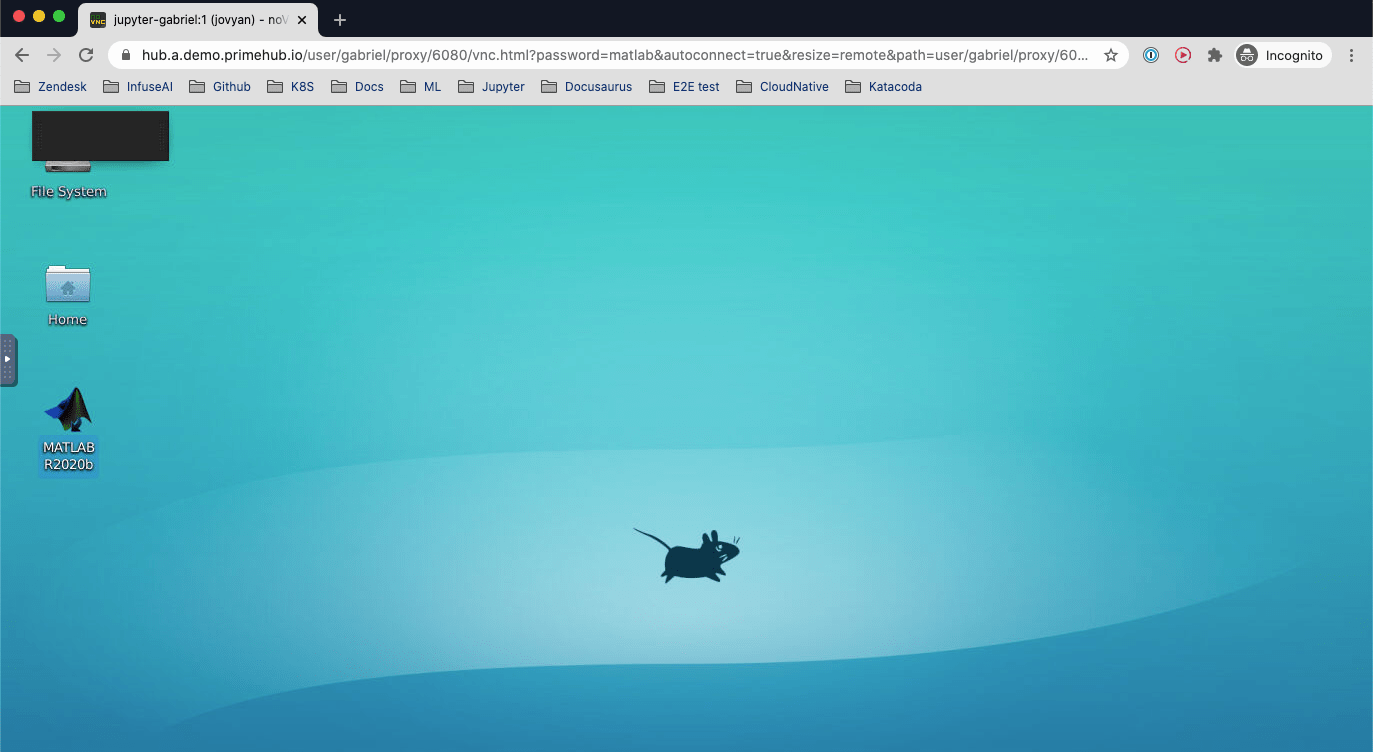 jupyter-gabriel:1 (jovyan) - noV
hub.a.demo.primehub.io/user/gabriel/proxy/6080/vnc.html?password=matlab&autoconnect=true&resize=remote&path=user/gabriel/proxy/60...
Incognito
Zendesk InfuseAI Github K8S Docs ML Jupyter Docusaurus E2E test CloudNative Katacoda
File System
Home
MATLAB
R2020b